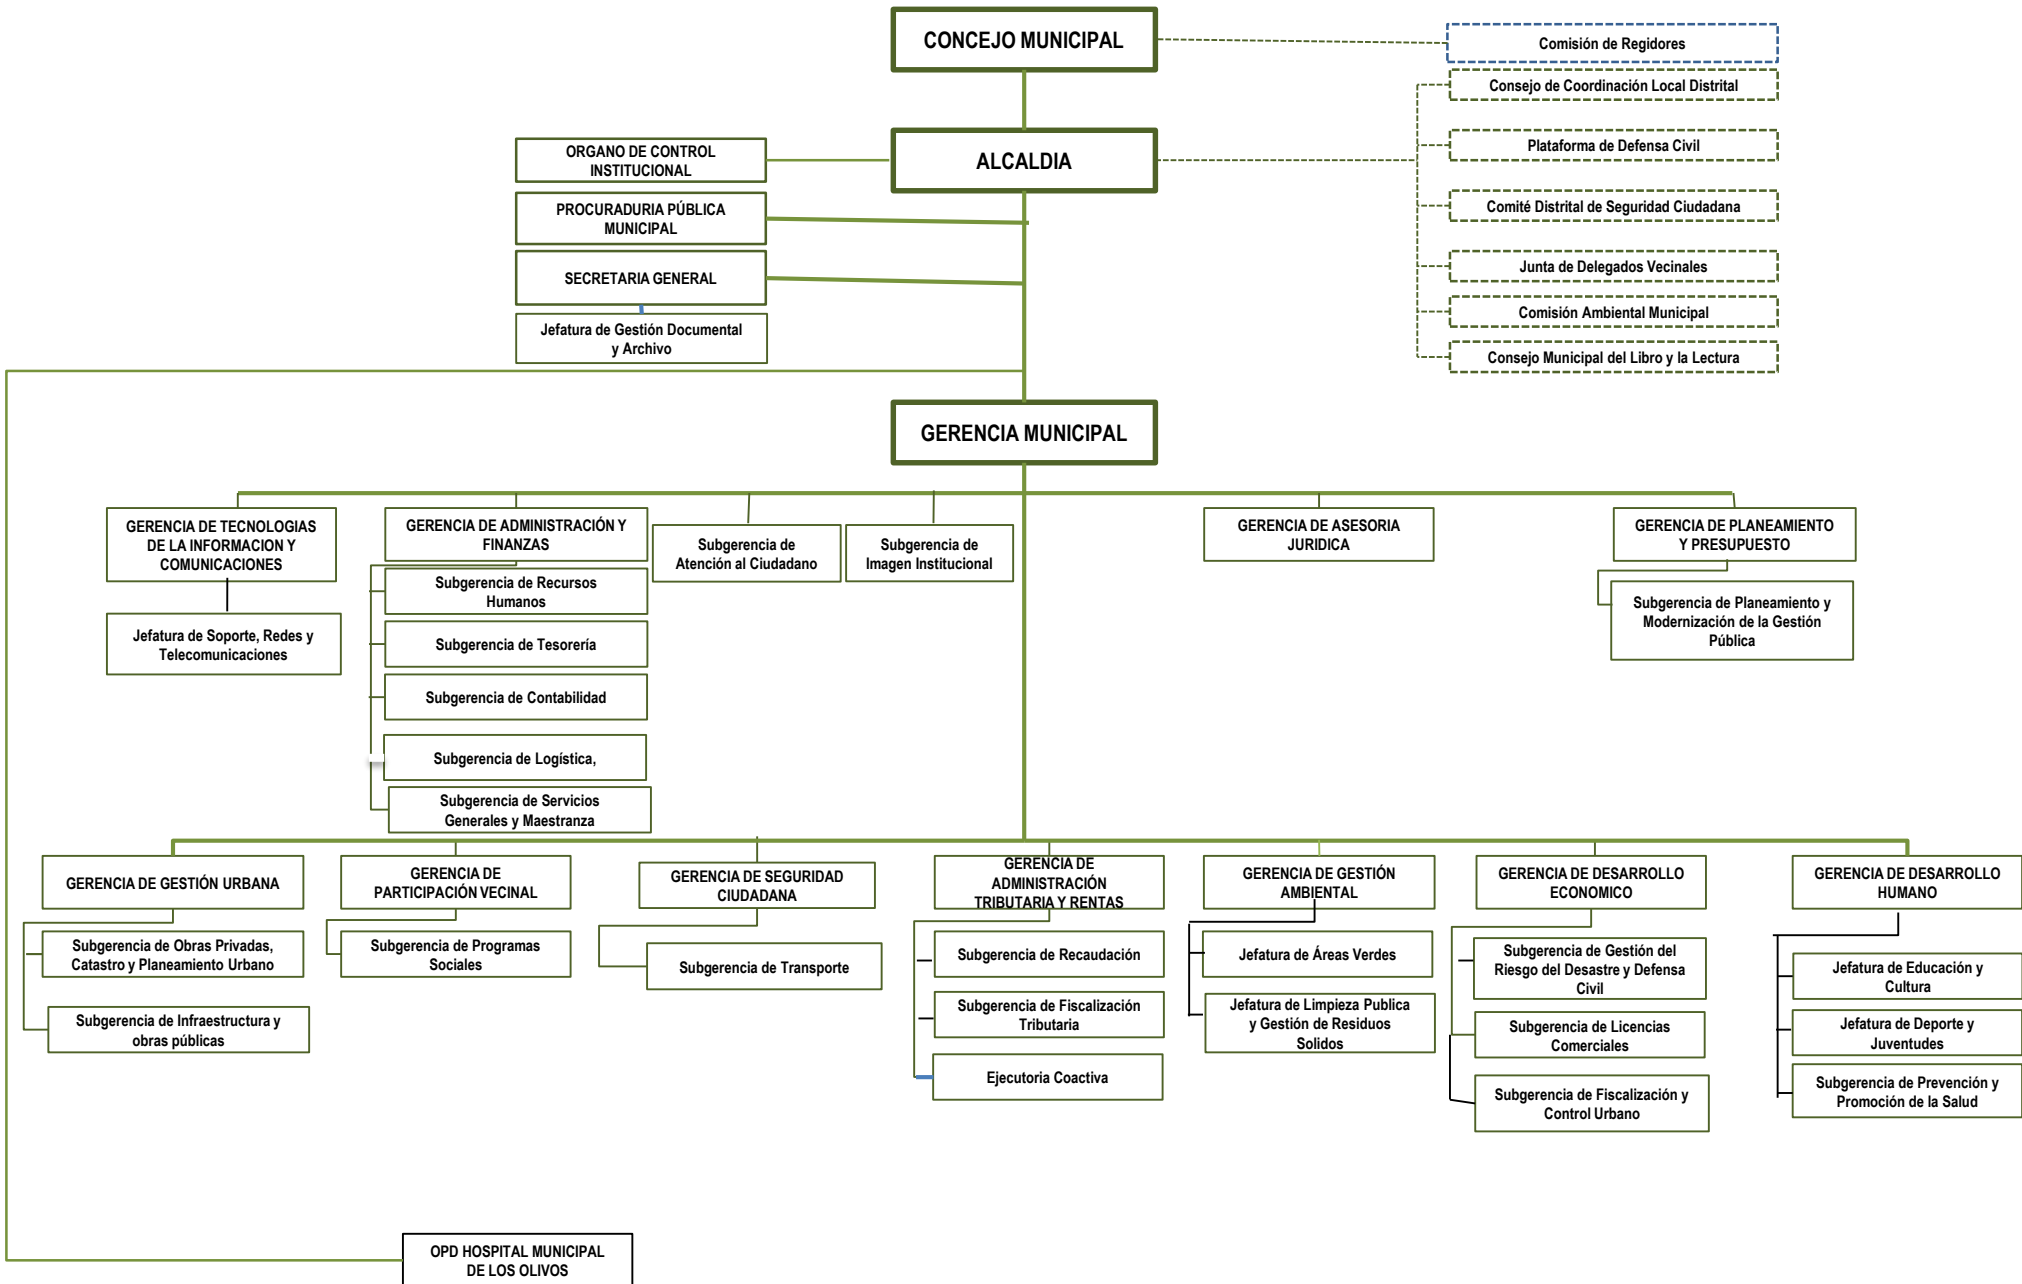 CONCEJO MUNICIPAL
Comisión de Regidores
Consejo de Coordinación Local Distrital
ORGANO DE CONTROL
INSTITUCIONAL
ALCALDIA
Plataforma de Defensa Civil
PROCURADURIA PÚBLICA
MUNICIPAL
Comité Distrital de Seguridad Ciudadana
SECRETARIA GENERAL
Junta de Delegados Vecinales
Jefatura de Gestión Documental
y Archivo
Comisión Ambiental Municipal
Consejo Municipal del Libro y la Lectura
GERENCIA MUNICIPAL
GERENCIA DE TECNOLOGIAS
DE LA INFORMACION Y
COMUNICACIONES
Jefatura de Soporte, Redes y
Telecomunicaciones
GERENCIA DE ADMINISTRACIÓN Y
FINANZAS
Subgerencia de Recursos
Humanos
Subgerencia de Tesorería
Subgerencia de Contabilidad
Subgerencia de Logística,
Subgerencia de Servicios
Generales y Maestranza
Subgerencia de
Atención al Ciudadano
Subgerencia de
Imagen Institucional
GERENCIA DE ASESORIA
JURIDICA
GERENCIA DE PLANEAMIENTO
Y PRESUPUESTO
Subgerencia de Planeamiento y
Modernización de la Gestión
Pública
GERENCIA DE GESTIÓN URBANA
Subgerencia de Obras Privadas,
Catastro y Planeamiento Urbano
Subgerencia de Infraestructura y
obras públicas
GERENCIA DE
PARTICIPACIÓN VECINAL
Subgerencia de Programas
Sociales
GERENCIA DE SEGURIDAD
CIUDADANA
Subgerencia de Transporte
GERENCIA DE
ADMINISTRACIÓN
TRIBUTARIA Y RENTAS
Subgerencia de Recaudación
Subgerencia de Fiscalización
Tributaria
Ejecutoria Coactiva
GERENCIA DE GESTIÓN
AMBIENTAL
Jefatura de Áreas Verdes
Jefatura de Limpieza Publica
y Gestión de Residuos
Solidos
GERENCIA DE DESARROLLO
ECONOMICO
Subgerencia de Gestión del
Riesgo del Desastre y Defensa
Civil
Subgerencia de Licencias
Comerciales
Subgerencia de Fiscalización y
Control Urbano
GERENCIA DE DESARROLLO
HUMANO
Jefatura de Educación y
Cultura
Jefatura de Deporte y
Juventudes
Subgerencia de Prevención y
Promoción de la Salud
OPD HOSPITAL MUNICIPAL
DE LOS OLIVOS